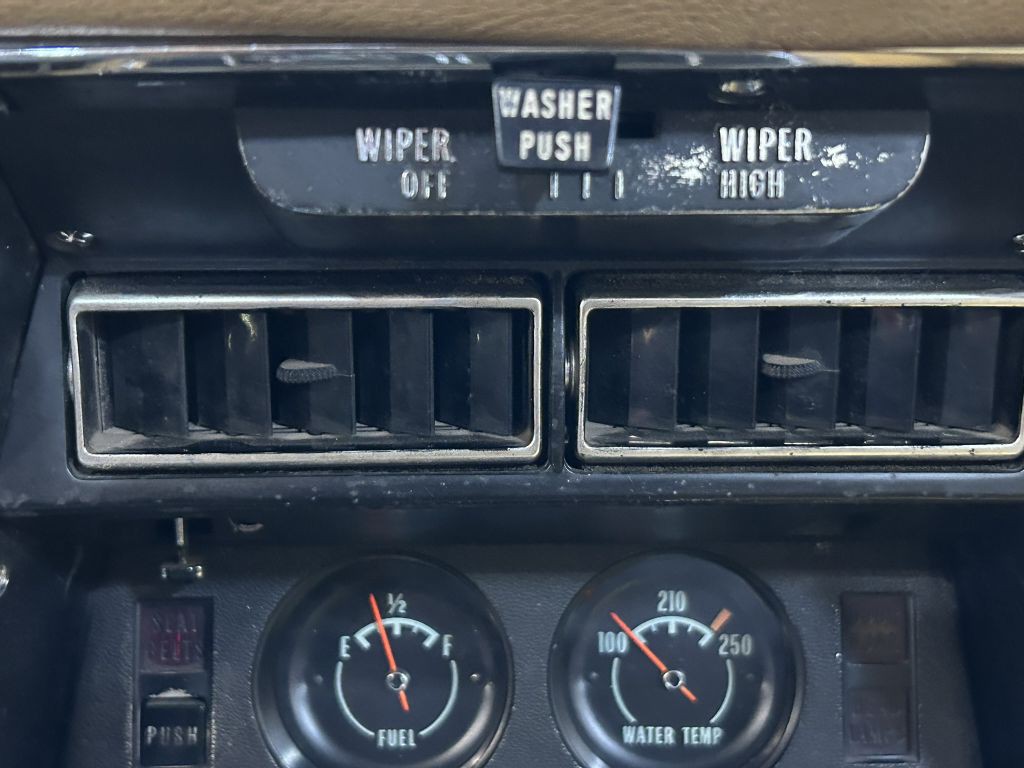 WASHER
PUSH
WIPER
OFF
WIPER
HIGH
SEAT
BELTS
PUSH
E
½
F
FUEL
100
210
250
WATER TEMP